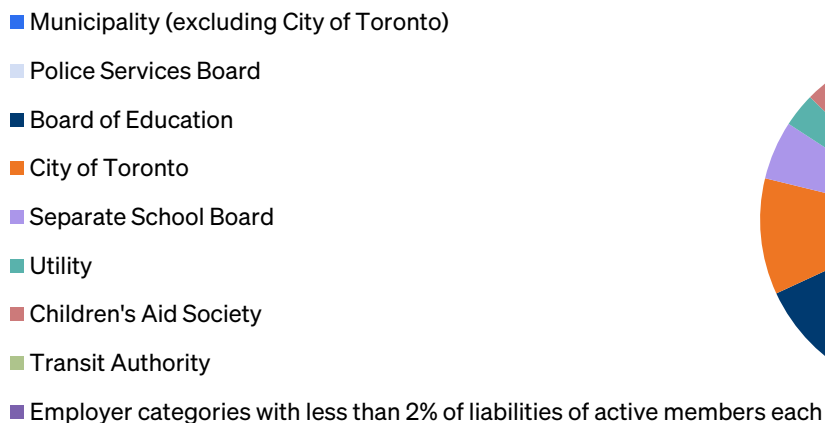 Municipality (excluding City of Toronto)
Police Services Board
Board of Education
City of Toronto
Separate School Board
Utility
Children's Aid Society
Transit Authority
Employer categories with less than 2% of liabilities of active members each